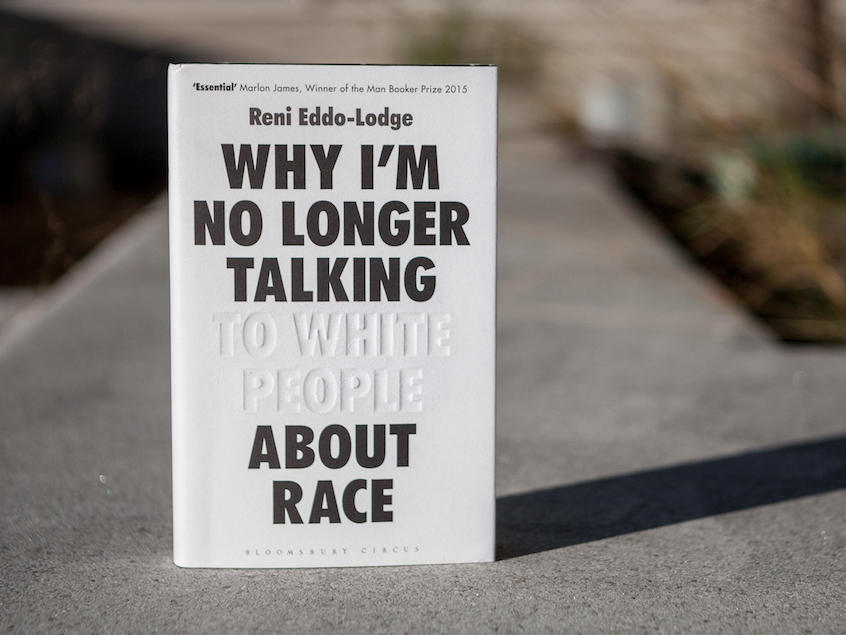 'Essential' Marlon James, Winner of the Man Booker Prize 2015
Reni Eddo-Lodge
WHY I'M
NO LONGER
TALKING
TO WHITE
PEOPLE
ABOUT
RACE
BLOOMSBURY CIRCUS